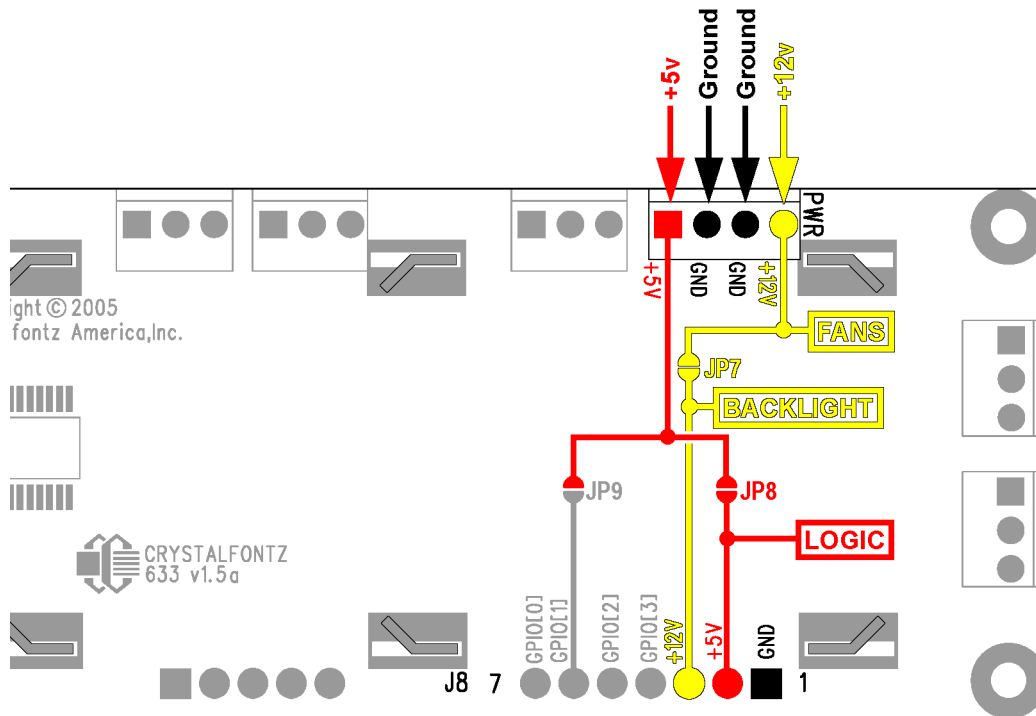 +5v
Ground
Ground
+12v
PWR
+5V
GND
GND
+12V
ight © 2005
fontz America,Inc.
FANS
JP7
BACKLIGHT
JP9
JP8
LOGIC
CRYSTALFONTZ
633 v1.5a
GPIO[0]
GPIO[1]
GPIO[2]
GPIO[3]
+12V
+5V
GND
J8
7
1